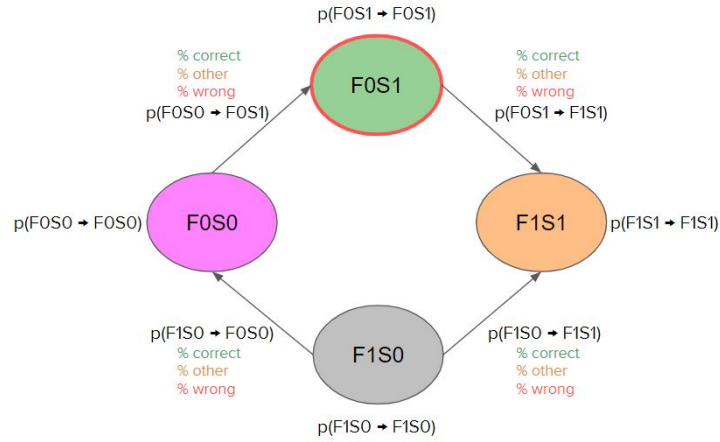 p(F0S1 → F0S1)
% correct
% other
% wrong
p(F0S0 → F0S1)
F0S1
% correct
% other
% wrong
p(F0S1 → F1S1)
p(F0S0 → F0S0)
F0S0
F1S1
p(F1S1 → F1S1)
p(F1S0 → F0S0)
% correct
% other
% wrong
F1S0
p(F1S0 → F1S1)
% correct
% other
% wrong
p(F1S0 → F1S0)